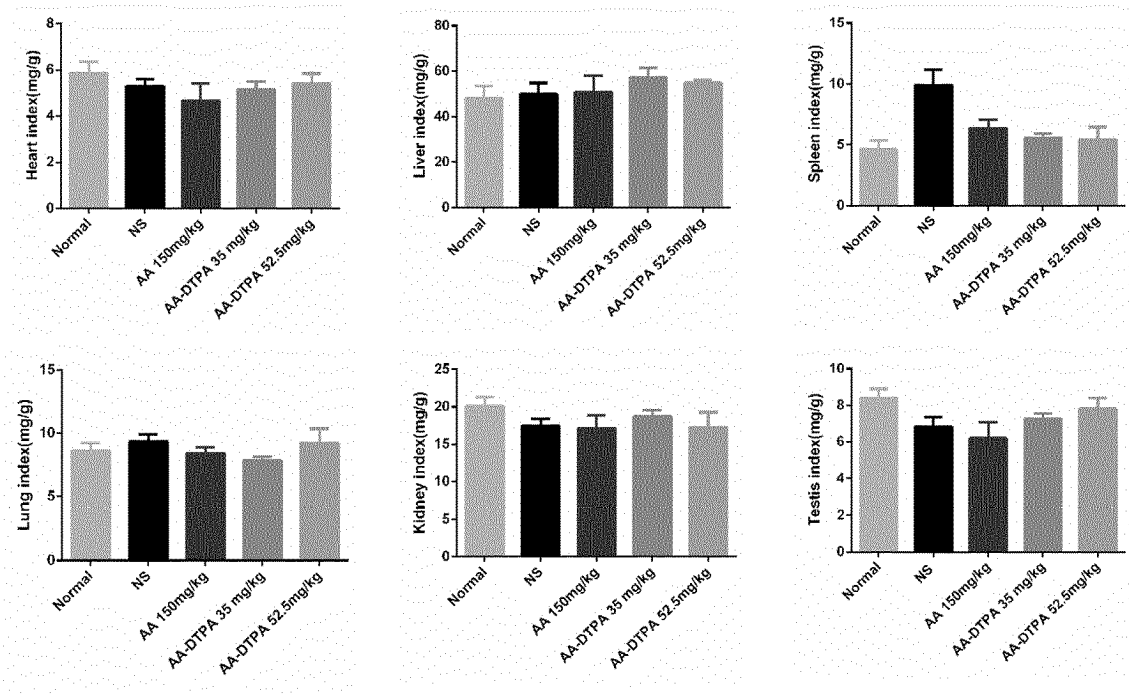 Heart index(mg/g)
8
6
4
2
0
Normal
NS
AA 150mg/kg
AA-DTPA 35 mg/kg
AA-DTPA 52.5mg/kg
Liver index(mg/g)
80
60
40
20
0
Normal
NS
AA 150mg/kg
AA-DTPA 35 mg/kg
AA-DTPA 52.5mg/kg
Spleen index(mg/g)
15
10
5
0
Normal
NS
AA 150mg/kg
AA-DTPA 35 mg/kg
AA-DTPA 52.5mg/kg
Lung index(mg/g)
15
10
5
0
Normal
NS
AA 150mg/kg
AA-DTPA 35 mg/kg
AA-DTPA 52.5mg/kg
Kidney index(mg/g)
25
20
15
10
5
0
Normal
NS
AA 150mg/kg
AA-DTPA 35 mg/kg
AA-DTPA 52.5mg/kg
Testis index(mg/g)
10
8
6
4
2
0
Normal
NS
AA 150mg/kg
AA-DTPA 35 mg/kg
AA-DTPA 52.5mg/kg